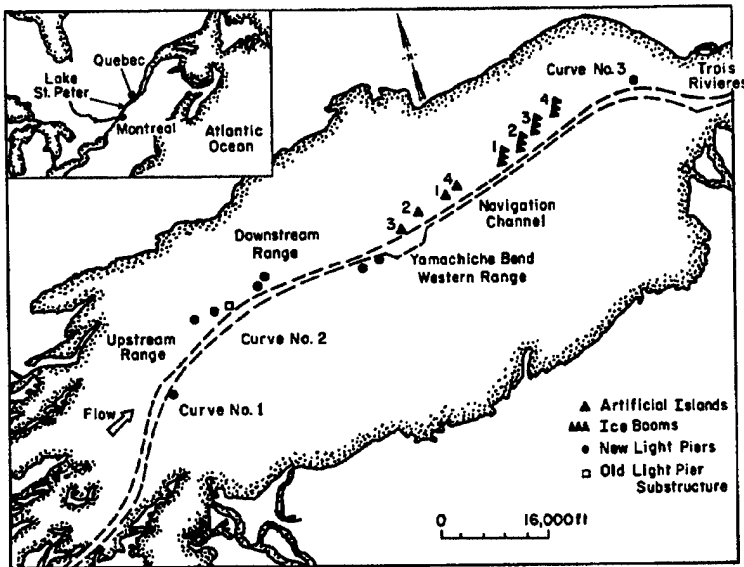 Quebec
Lake
St. Peter
Montreal
Atlantic
Ocean
Curve No. 3
Trois
Rivieres
4
3
2
1
4
1
2
3
Navigation
Channel
Downstream
Range
Yamachiche Bend
Western Range
Upstream
Range
Curve No. 2
Flow
Curve No. 1
Artificial Islands
Ice Booms
New Light Piers
Old Light Pier
Substructure
0 16,000 ft